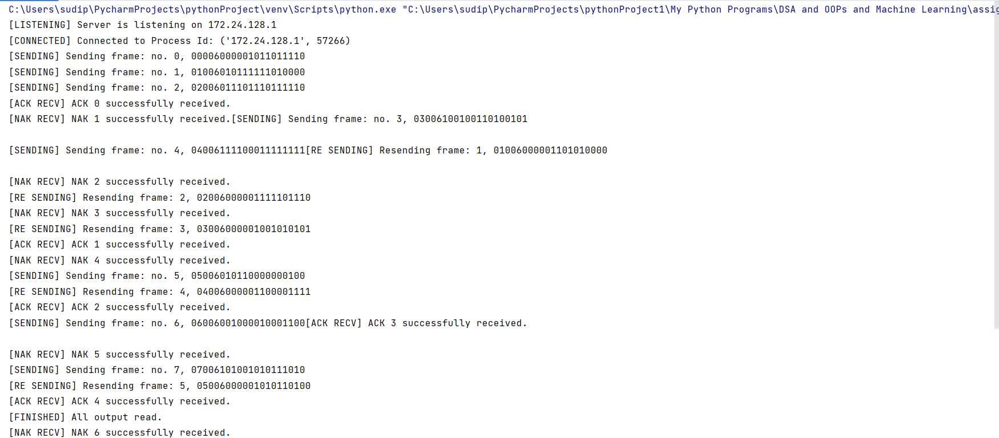 C:\Users\sudip\PycharmProjects\pythonProject\venv\Scripts\python.exe "C:\Users\sudip\PycharmProjects\pythonProject1\My Python Programs\DSA and OOPs and Machine Learning\assig
[LISTENING] Server is listening on 172.24.128.1
[CONNECTED] Connected to Process Id: ('172.24.128.1', 57266)
[SENDING] Sending frame: no. 0, 00006000001011011110
[SENDING] Sending frame: no. 1, 01006010111111010000
[SENDING] Sending frame: no. 2, 02006011101110111110
[ACK RECV] ACK 0 successfully received.
[NAK RECV] NAK 1 successfully received.[SENDING] Sending frame: no. 3, 03006100100110100101
[SENDING] Sending frame: no. 4, 04006111100011111111[RE SENDING] Resending frame: 1, 01006000001101010000
[NAK RECV] NAK 2 successfully received.
[RE SENDING] Resending frame: 2, 02006000001111101110
[NAK RECV] NAK 3 successfully received.
[RE SENDING] Resending frame: 3, 03006000001001010101
[ACK RECV] ACK 1 successfully received.
[NAK RECV] NAK 4 successfully received.
[SENDING] Sending frame: no. 5, 05006010110000000100
[RE SENDING] Resending frame: 4, 04006000001100001111
[ACK RECV] ACK 2 successfully received.
[SENDING] Sending frame: no. 6, 06006001000010001100[ACK RECV] ACK 3 successfully received.
[NAK RECV] NAK 5 successfully received.
[SENDING] Sending frame: no. 7, 07006101001010111010
[RE SENDING] Resending frame: 5, 05006000001010110100
[ACK RECV] ACK 4 successfully received.
[FINISHED] All output read.
[NAK RECV] NAK 6 successfully received.